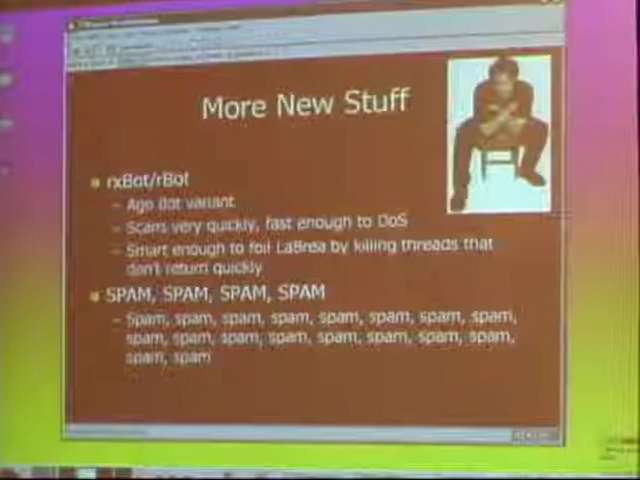 More New Stuff
rxBot/rBot
– Ago dot variant
– Scans very quickly, fast enough to DoS
– Smart enough to foil LaBrea by killing threads that
don't return quickly
SPAM, SPAM, SPAM, SPAM
– Spam, spam, spam, spam, spam, spam, spam, spam,
spam, spam, spam, spam, spam, spam, spam, spam,
spam, spam